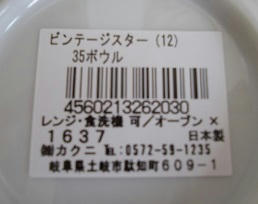 ビンテージスター (12)
35ボウル
4560213262030
レンジ・食洗機 可/オーブン ×
1637 日本製
㈱カクニ ℡:0572-59-1235
岐阜県土岐市駄知町609-1